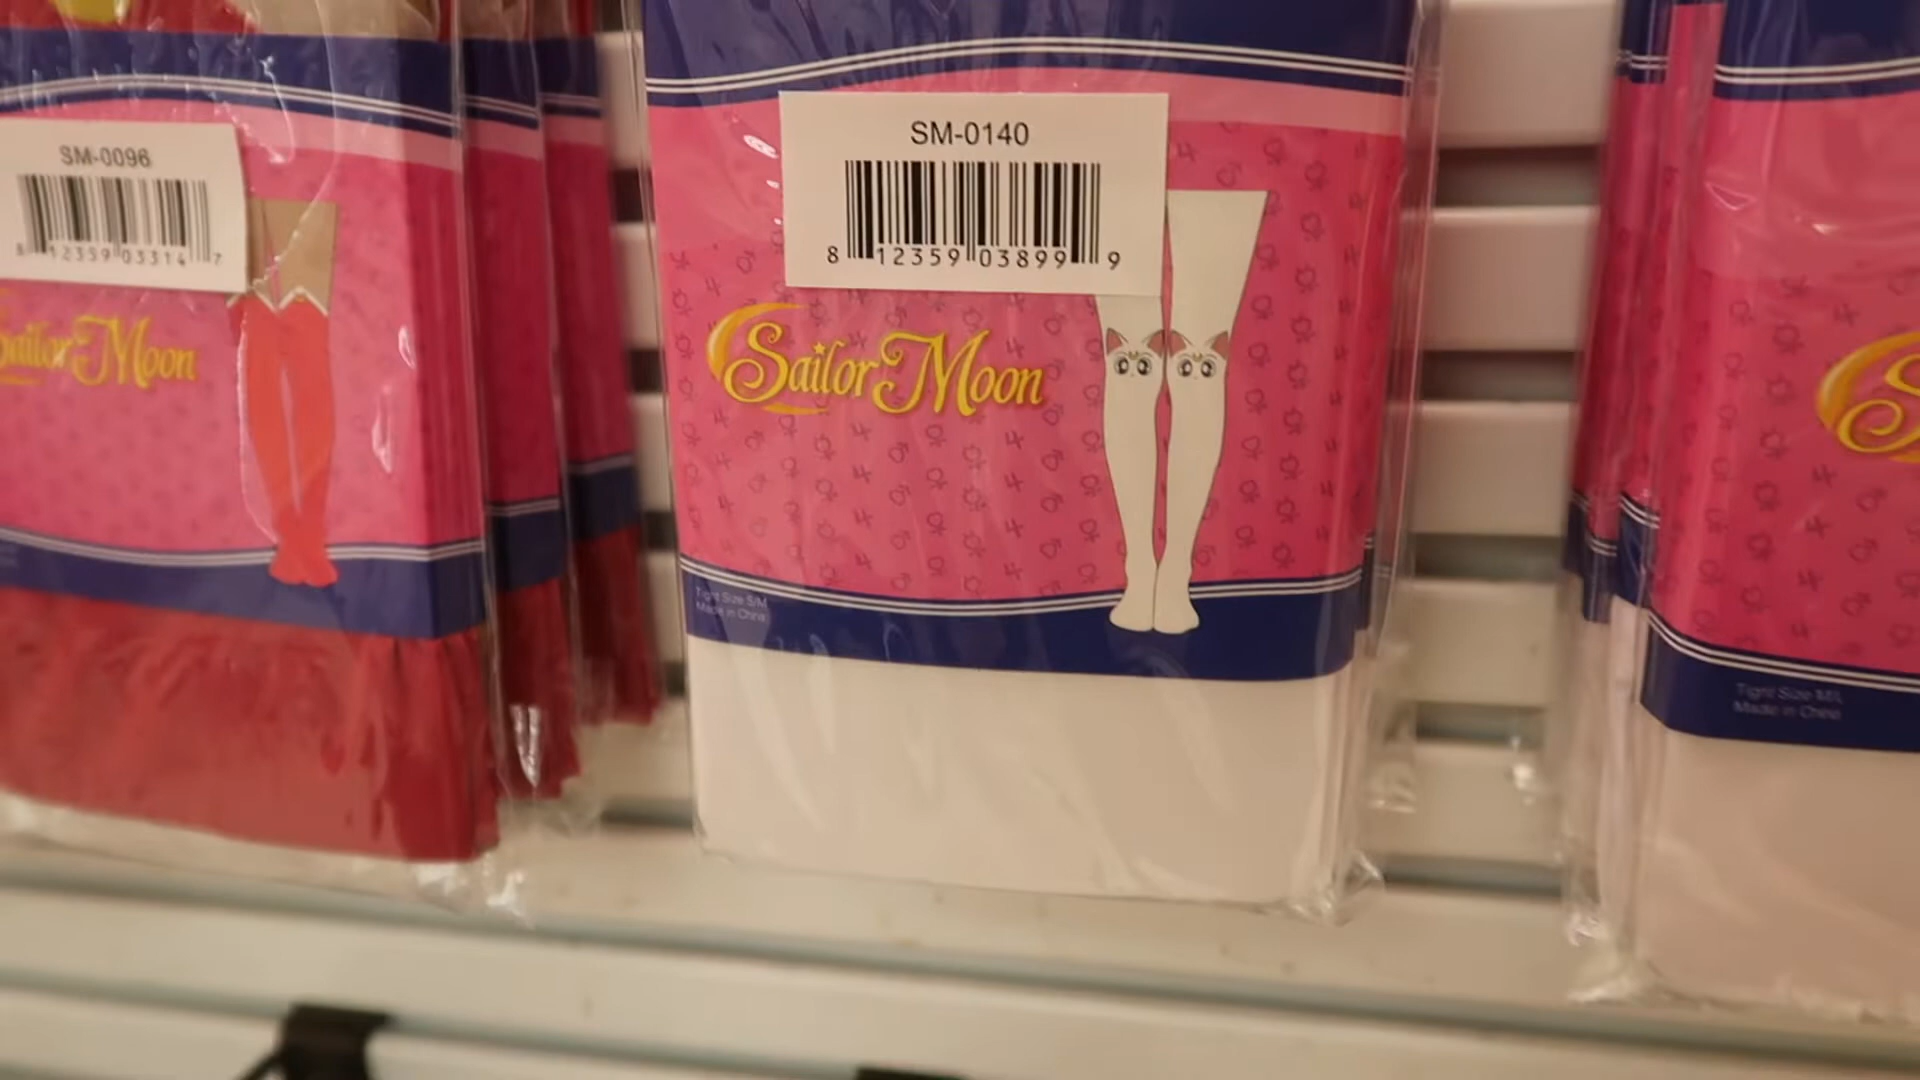 SM-0096
8 12359 03314 7
Sailor Moon
SM-0140
8 12359 03899 9
Sailor Moon
Tight Size S/M
Made in China
S
Tight Size M/L
Made in China